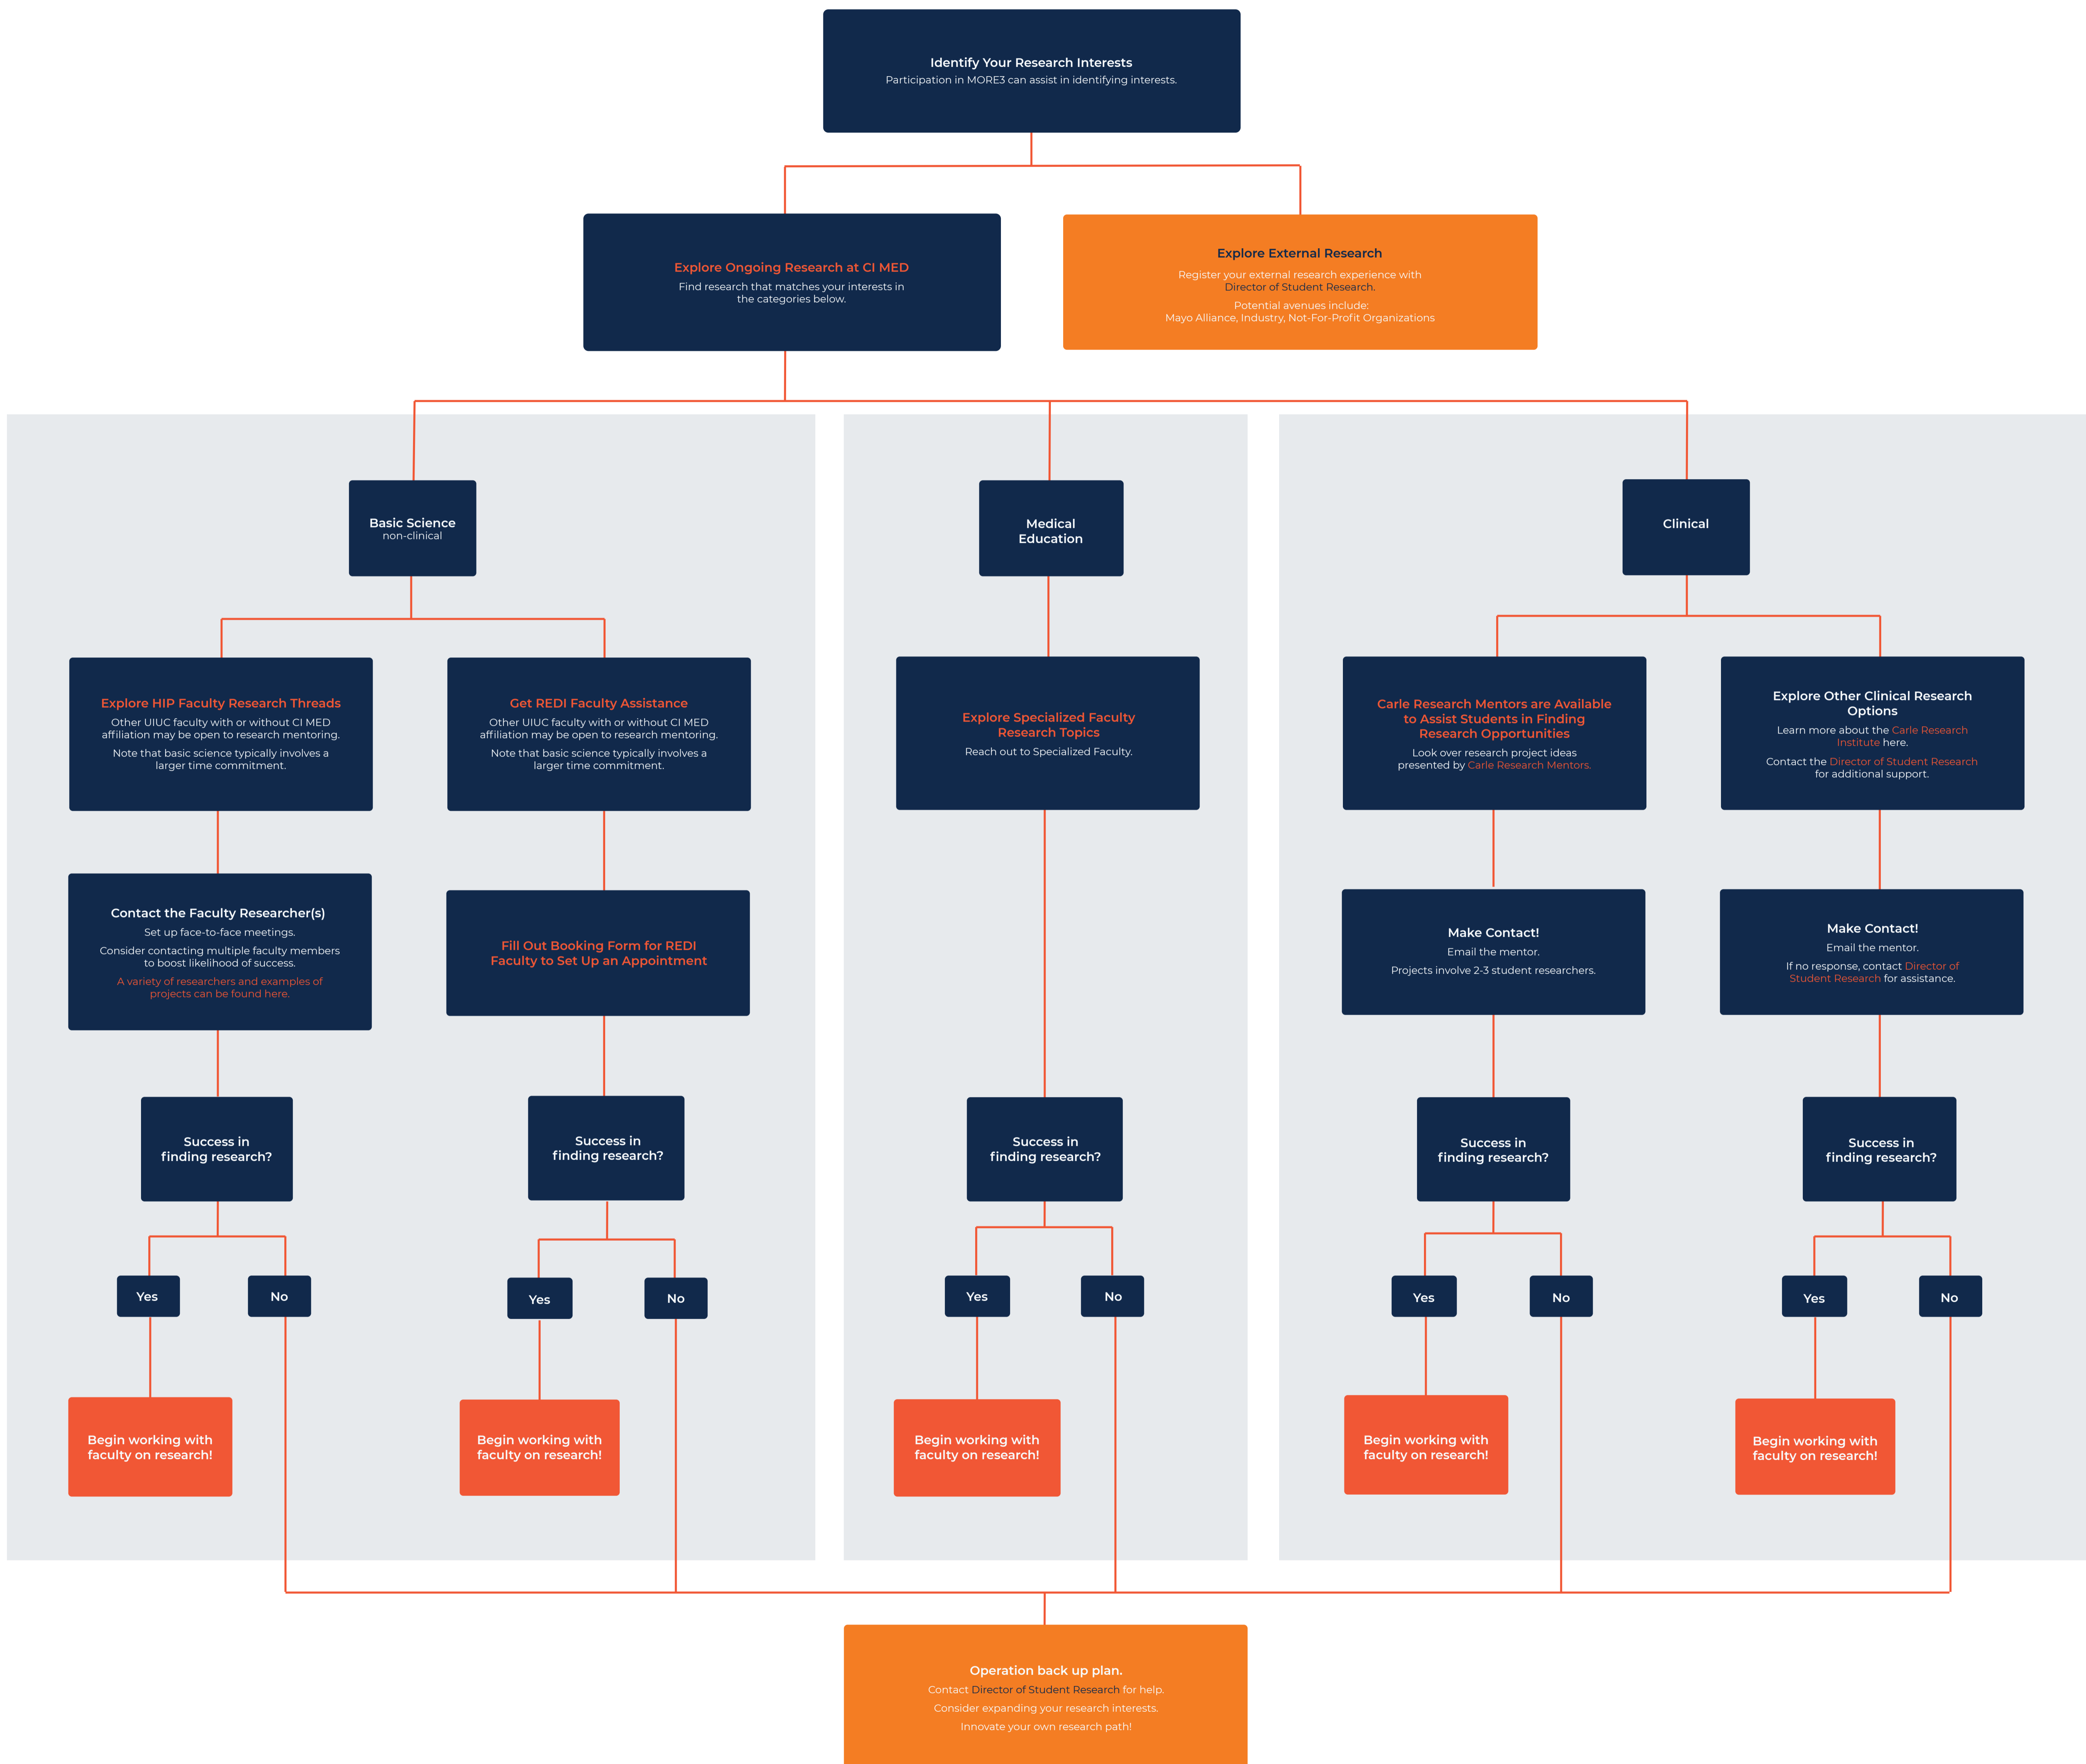 Identify Your Research Interests
Participation in MORE3 can assist in identifying interests.
Explore Ongoing Research at CI MED
Find research that matches your interests in
the categories below.
Explore External Research
Register your external research experience with
Director of Student Research.
Potential avenues include:
Mayo Alliance, Industry, Not-For-Profit Organizations
Basic Science
non-clinical
Medical
Education
Clinical
Explore HIP Faculty Research Threads
Other UIUC faculty with or without CI MED
affiliation may be open to research mentoring.
Note that basic science typically involves a
larger time commitment.
Get REDI Faculty Assistance
Other UIUC faculty with or without CI MED
affiliation may be open to research mentoring.
Note that basic science typically involves a
larger time commitment.
Explore Specialized Faculty
Research Topics
Reach out to Specialized Faculty.
Carle Research Mentors are Available
to Assist Students in Finding
Research Opportunities
Look over research project ideas
presented by Carle Research Mentors.
Explore Other Clinical Research
Options
Learn more about the Carle Research
Institute here.
Contact the Director of Student Research
for additional support.
Contact the Faculty Researcher(s)
Set up face-to-face meetings.
Consider contacting multiple faculty members
to boost likelihood of success.
A variety of researchers and examples of
projects can be found here.
Fill Out Booking Form for REDI
Faculty to Set Up an Appointment
Make Contact!
Email the mentor.
Projects involve 2-3 student researchers.
Make Contact!
Email the mentor.
If no response, contact Director of
Student Research for assistance.
Success in
finding research?
Success in
finding research?
Success in
finding research?
Success in
finding research?
Success in
finding research?
Yes
No
Yes
No
Yes
No
Yes
No
Yes
No
Begin working with
faculty on research!
Begin working with
faculty on research!
Begin working with
faculty on research!
Begin working with
faculty on research!
Begin working with
faculty on research!
Operation back up plan.
Contact Director of Student Research for help.
Consider expanding your research interests.
Innovate your own research path!